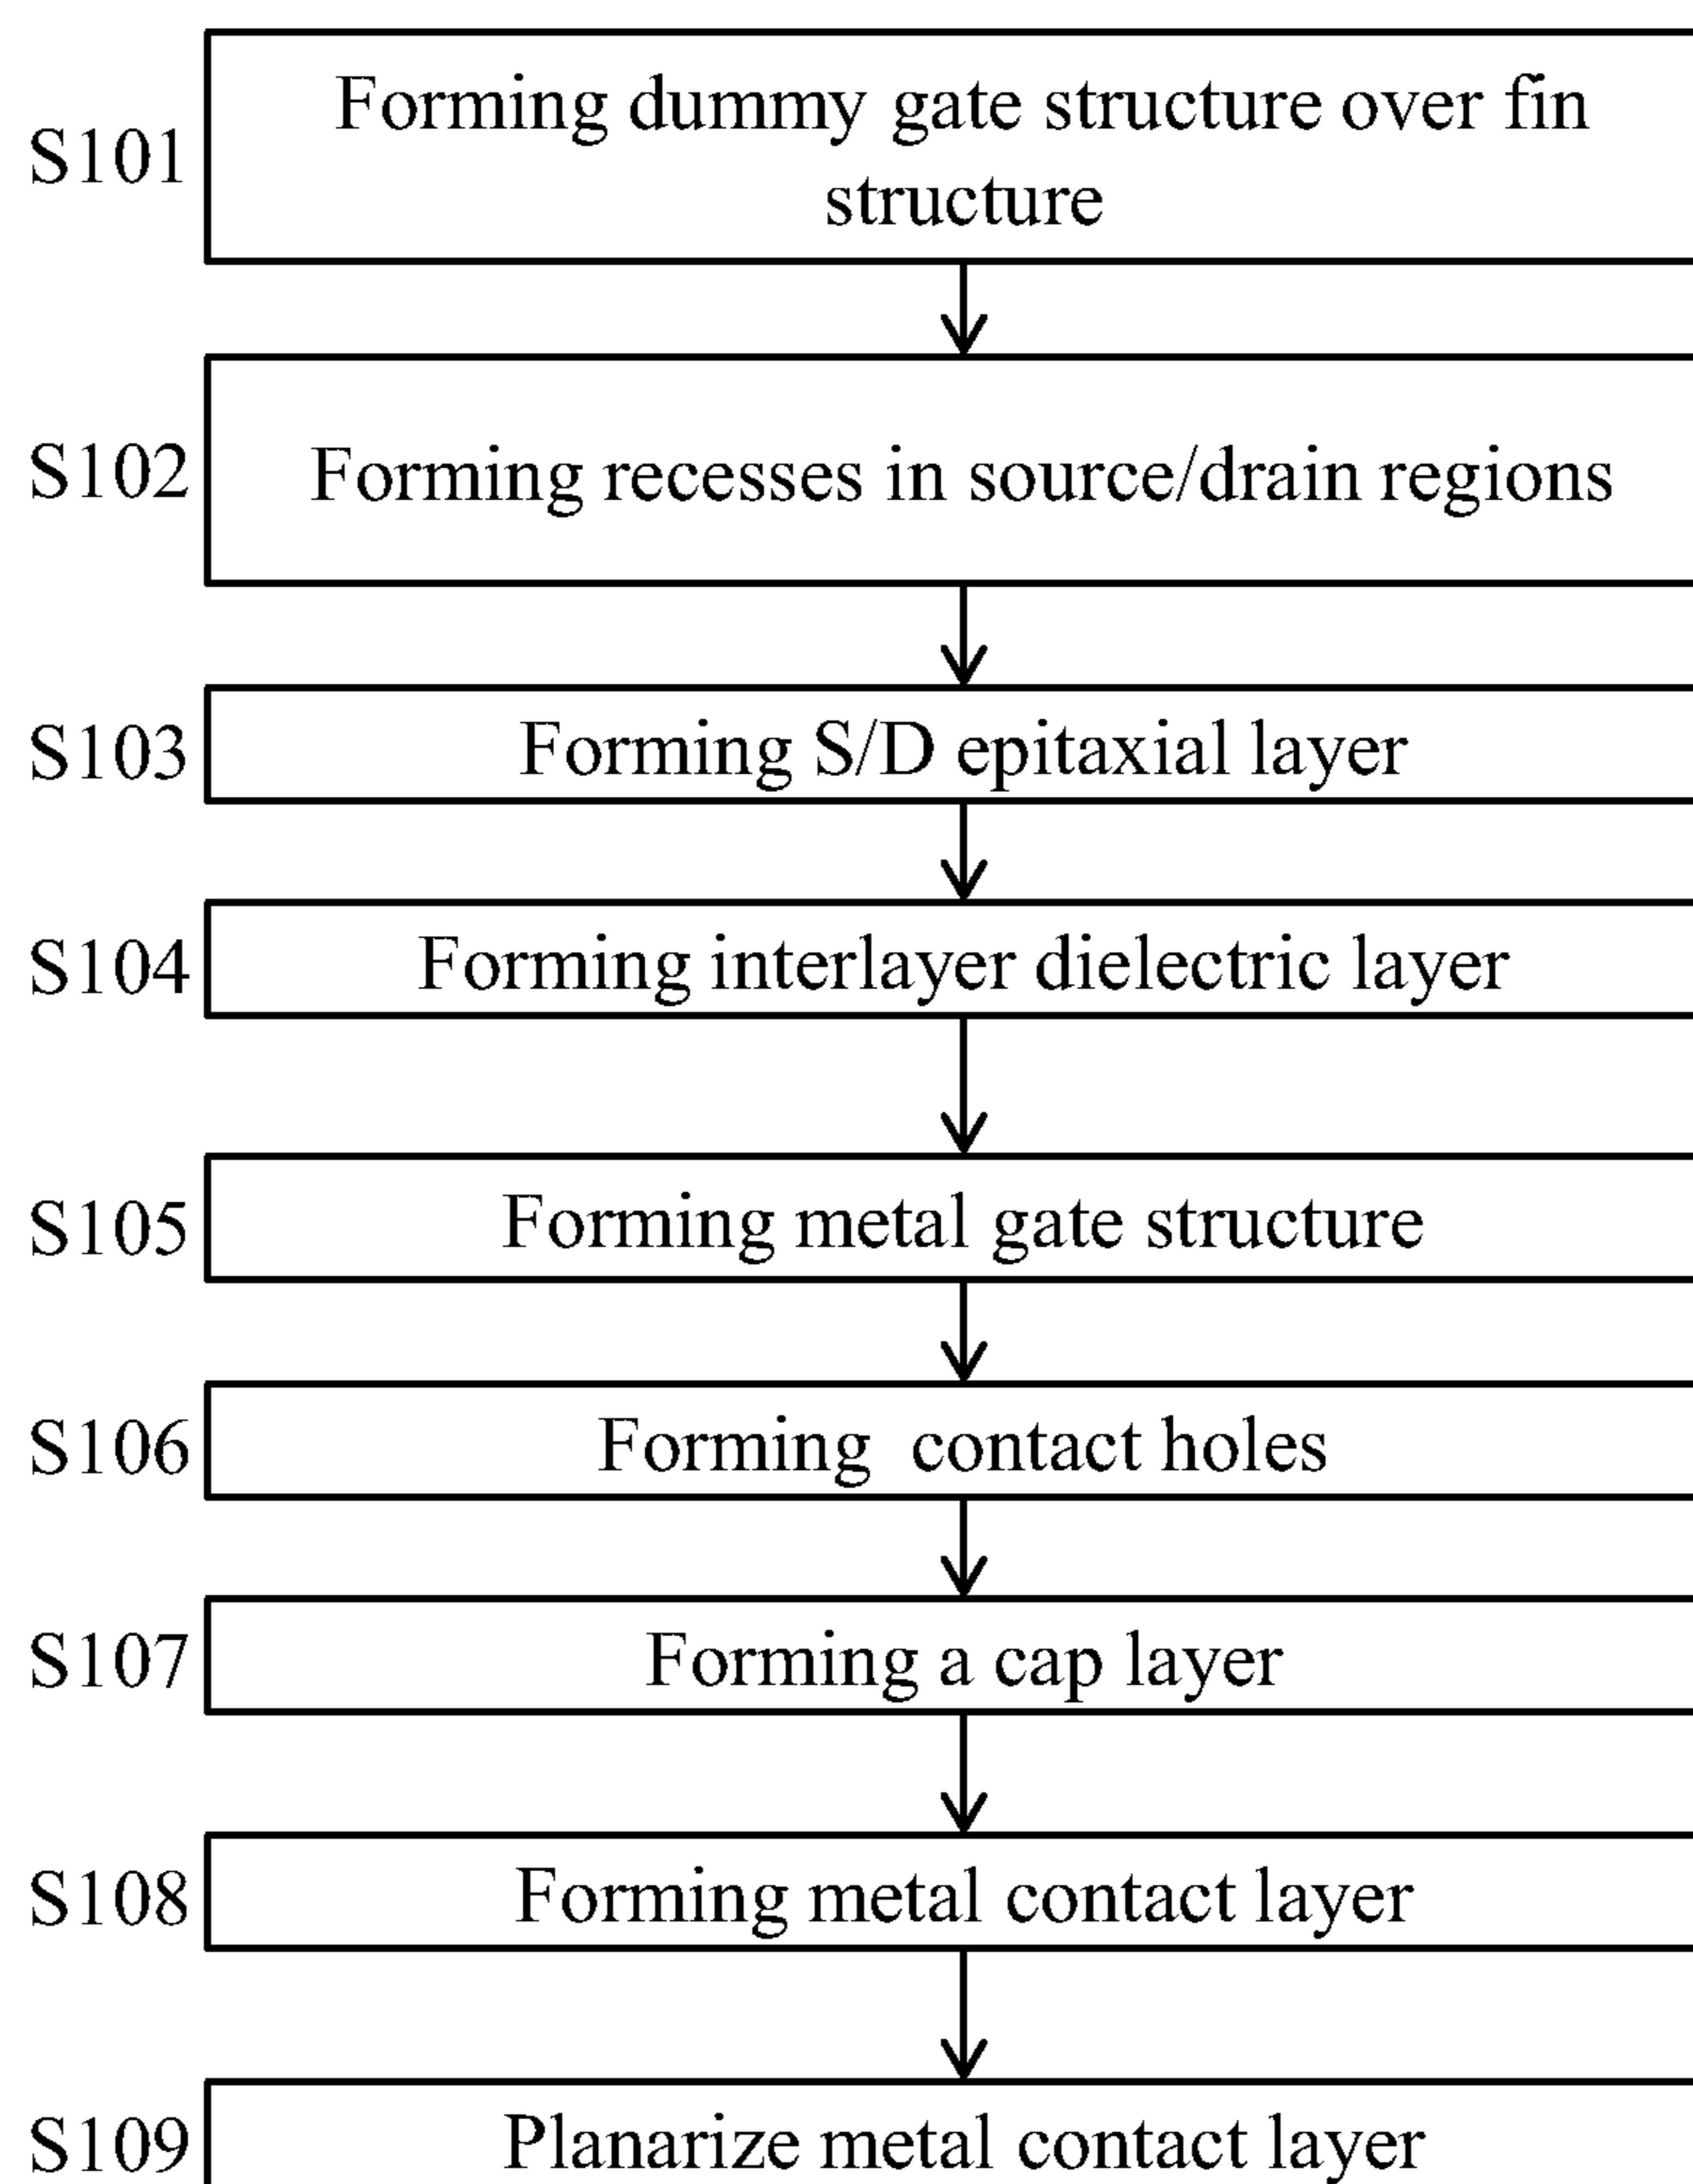 S101
Forming dummy gate structure over fin
structure
S102
Forming recesses in source/drain regions
S103
Forming S/D epitaxial layer
S104
Forming interlayer dielectric layer
S105
Forming metal gate structure
S106
Forming  contact holes
S107
Forming a cap layer
S108
Forming metal contact layer
S109
Planarize metal contact layer